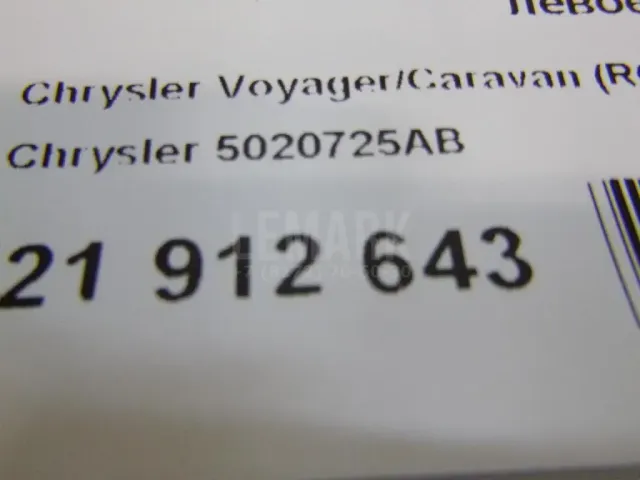 левое
Chrysler Voyager/Caravan (R
Chrysler 5020725AB
LEMARK
21 912 643